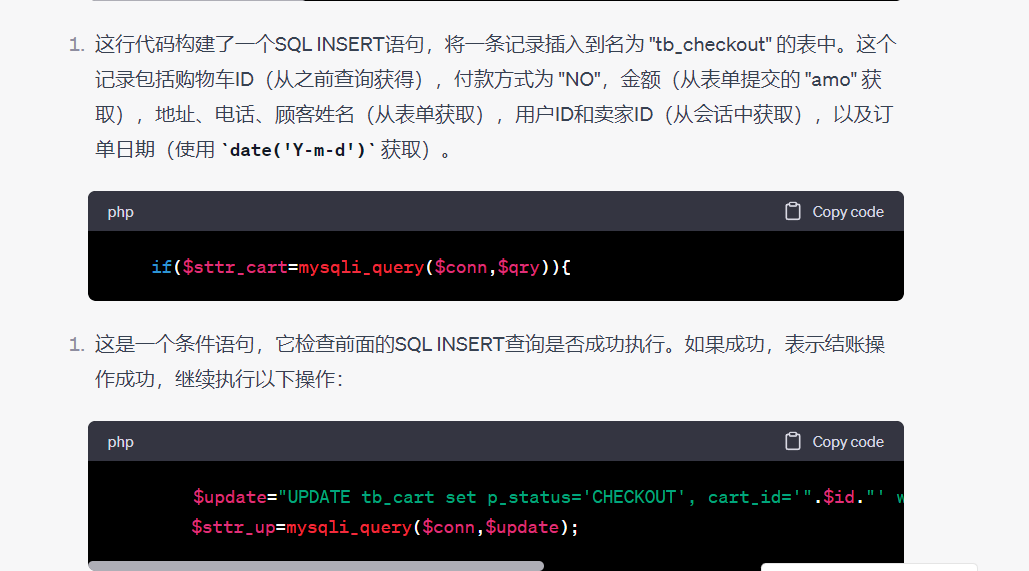 1. 这行代码构建了一个SQL INSERT语句，将一条记录插入到名为 "tb_checkout" 的表中。这个
记录包括购物车ID（从之前查询获得），付款方式为 "NO"，金额（从表单提交的 "amo" 获
取），地址、电话、顾客姓名（从表单获取），用户ID和卖家ID（从会话中获取），以及订
单日期（使用 `date('Y-m-d')` 获取）。
php Copy code
if($sttr_cart=mysqli_query($conn,$qry)){
1. 这是一个条件语句，它检查前面的SQL INSERT查询是否成功执行。如果成功，表示结账操
作成功，继续执行以下操作：
php Copy code
$update="UPDATE tb_cart set p_status='CHECKOUT', cart_id='".$id."' w
$sttr_up=mysqli_query($conn,$update);